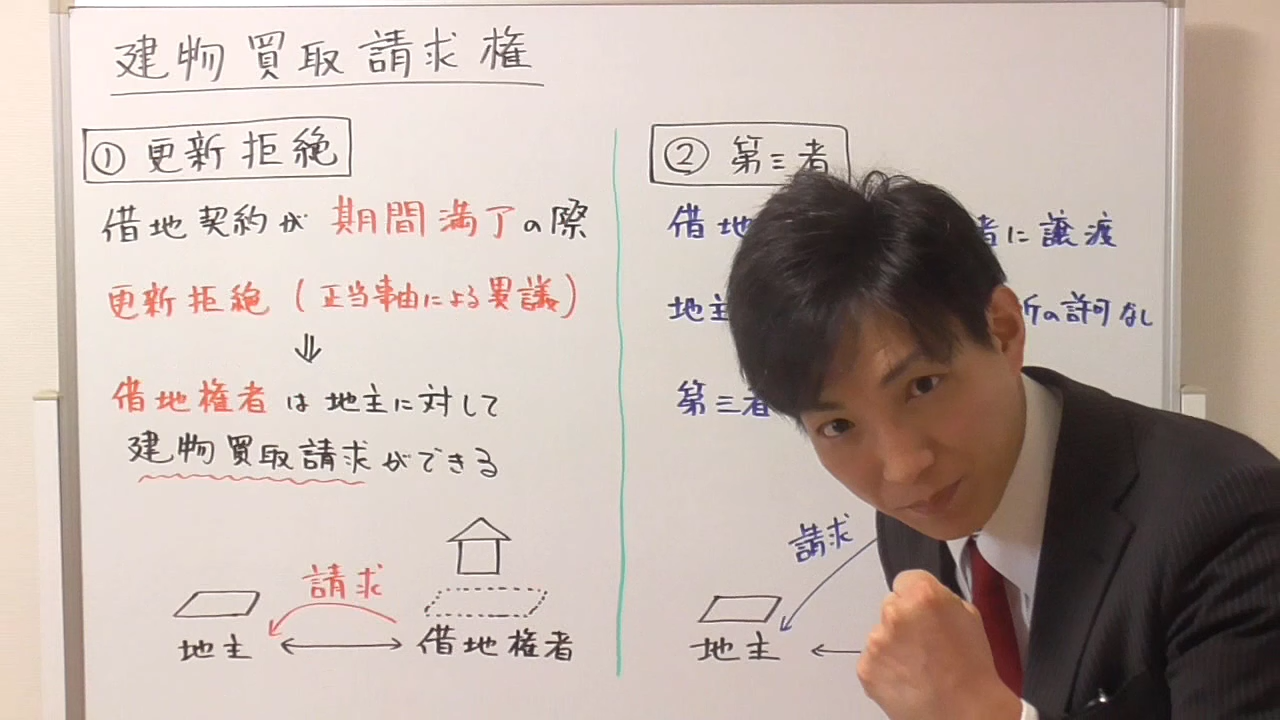 建物買取請求権
① 更新拒絶
借地契約が期間満了の際
更新拒絶(正当事由による異議)
⇓
借地権者は地主に対して
建物買取請求ができる
請求
地主 ↔ 借地権者
② 第三者
借地
者に譲渡
地主
所の許可なし
第三者
請求
地主